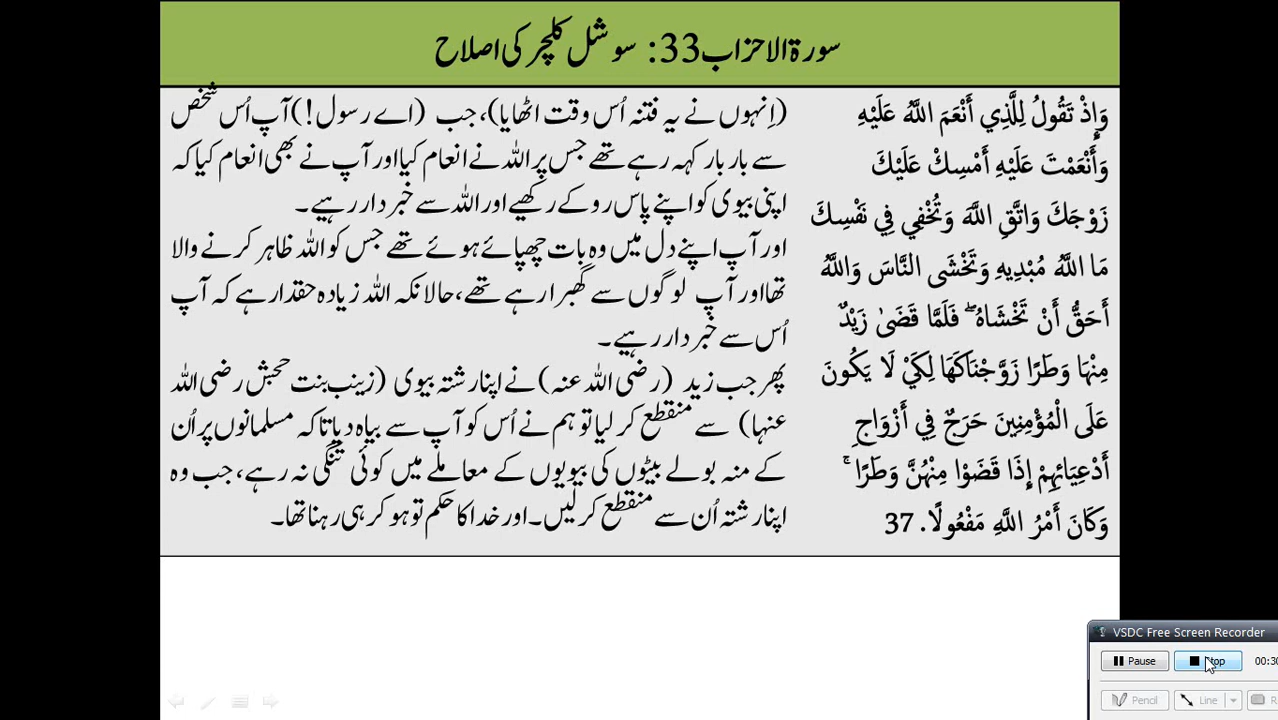 سورۃ الاحزاب33: سوشل کلچر کی اصلاح
وَإِذْ تَقُولُ لِلَّذِي أَنْعَمَ اللَّهُ عَلَيْهِ
وَأَنْعَمْتَ عَلَيْهِ أَمْسِكْ عَلَيْكَ
زَوْجَكَ وَاتَّقِ اللَّهَ وَتُخْفِي فِي نَفْسِكَ
مَا اللَّهُ مُبْدِيهِ وَتَخْشَى النَّاسَ وَاللَّهُ
أَحَقُّ أَنْ تَخْشَاهُ ۖ فَلَمَّا قَضَىٰ زَيْدٌ
مِنْهَا وَطَرًا زَوَّجْنَاكَهَا لِكَيْ لَا يَكُونَ
عَلَى الْمُؤْمِنِينَ حَرَجٌ فِي أَزْوَاجِ
أَدْعِيَائِهِمْ إِذَا قَضَوْا مِنْهُنَّ وَطَرًا ۚ
وَكَانَ أَمْرُ اللَّهِ مَفْعُولًا. 37
(اِنہوں نے یہ فتنہ اُس وقت اٹھایا)، جب (اے رسول!) آپ اُس شخص
سے بار بار کہہ رہے تھے جس پر اللہ نے انعام کیا اور آپ نے بھی انعام کیا کہ
اپنی بیوی کو اپنے پاس روکے رکھیے اور اللہ سے خبردار رہیے۔
اور آپ اپنے دل میں وہ بات چھپائے ہوئے تھے جس کو اللہ ظاہر کرنے والا
تھا اور آپ لوگوں سے گھبرا رہے تھے، حالانکہ اللہ زیادہ حقدار ہے کہ آپ
اُس سے خبردار رہیے۔
پھر جب زید (رضی اللہ عنہ) نے اپنا رشتہ بیوی (زینب بنت جحش رضی اللہ
عنہا) سے منقطع کر لیا تو ہم نے اُس کو آپ سے بیاہ دیا تاکہ مسلمانوں پر اُن
کے منہ بولے بیٹوں کی بیویوں کے معاملے میں کوئی تنگی نہ رہے، جب وہ
اپنا رشتہ اُن سے منقطع کر لیں۔ اور خدا کا حکم تو ہو کر ہی رہنا تھا۔
VSDC Free Screen Recorder
Pause Stop
Pencil Line